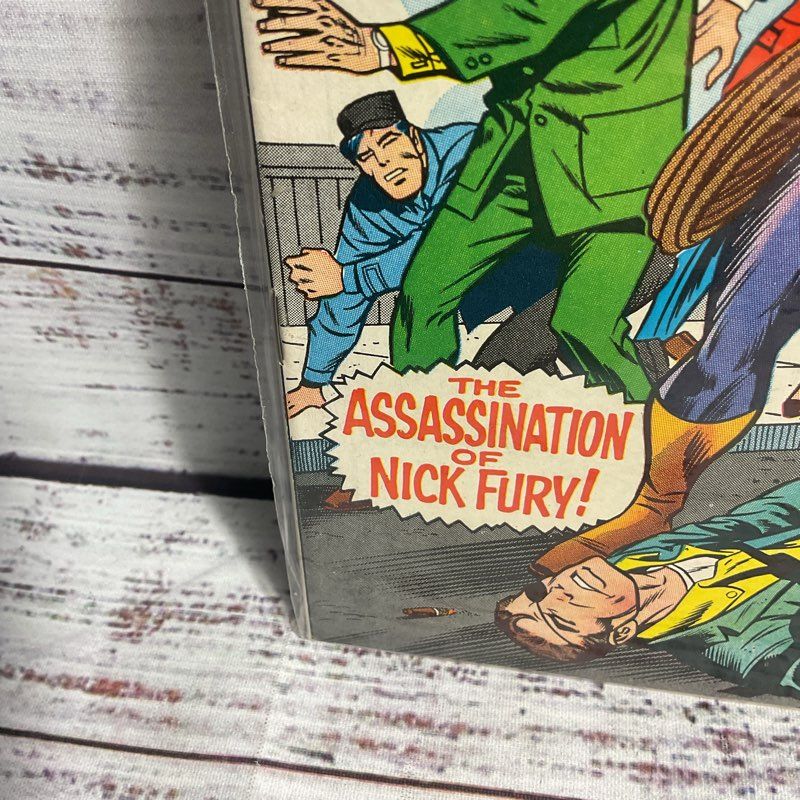 THE
ASSASSINATION
OF
NICK FURY!